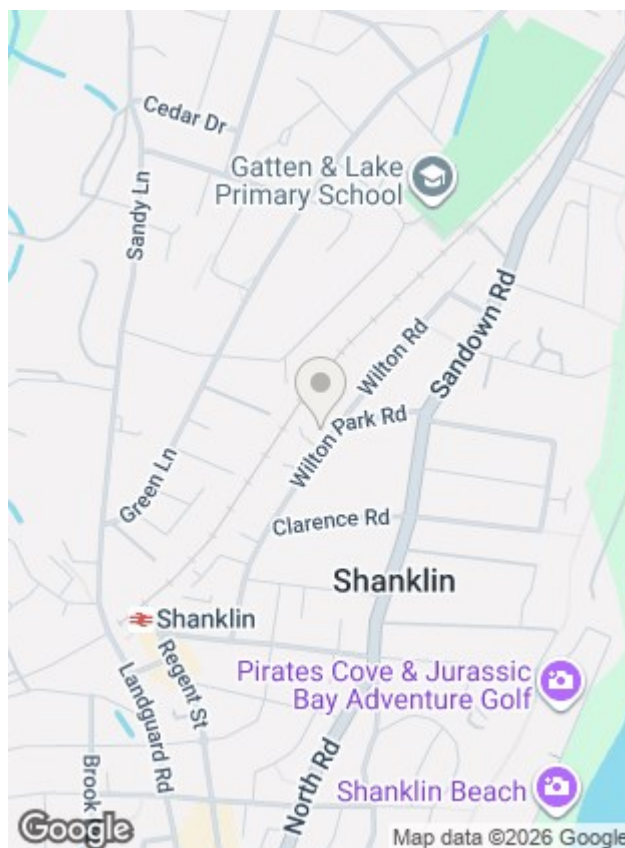 Cedar Dr
Sandy Ln
Gatten & Lake
Primary School
Sandown Rd
Wilton Rd
Wilton Park Rd
Green Ln
Clarence Rd
Shanklin
Shanklin
Regent St
Landguard Rd
Pirates Cove & Jurassic
Bay Adventure Golf
North Rd
Brook
Shanklin Beach
Google
Map data ©2026 Google